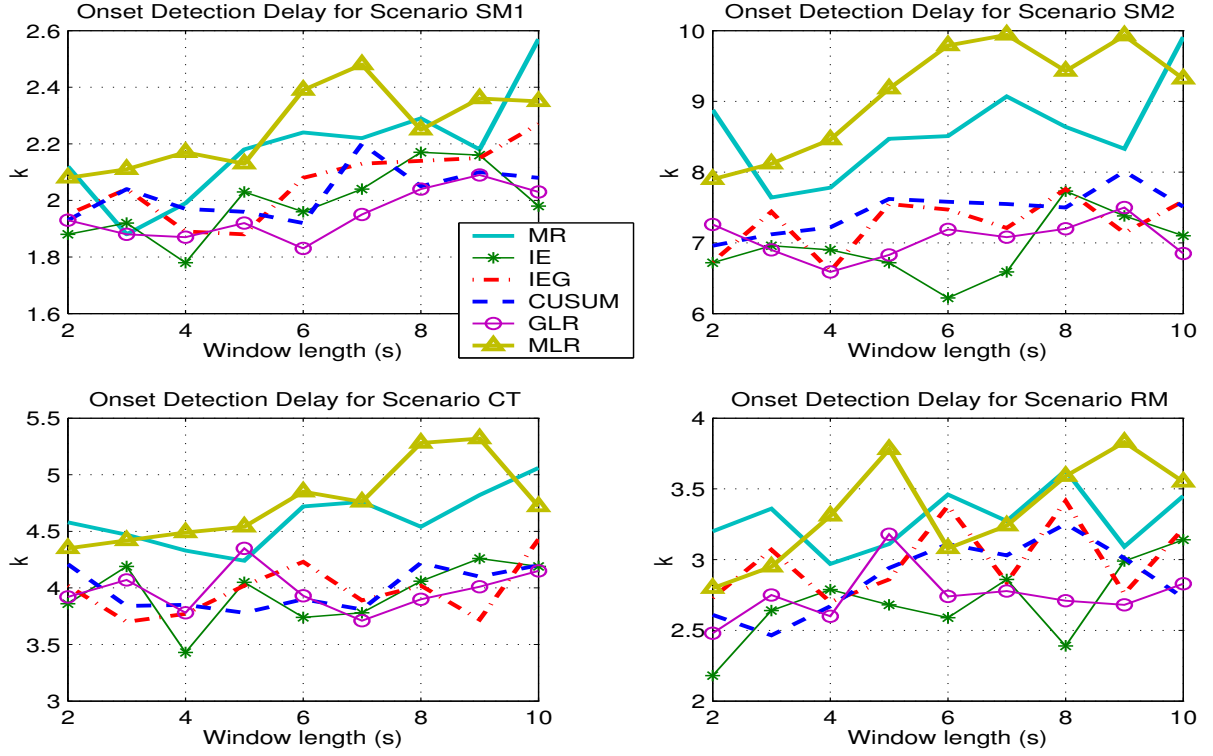 Onset Detection Delay for Scenario SM1
2.6
2.4
2.2
2
1.8
1.6
k
2 4 6 8 10
Window length (s)
MR
IE
IEG
CUSUM
GLR
MLR
Onset Detection Delay for Scenario SM2
10
9
8
7
6
k
2 4 6 8 10
Window length (s)
Onset Detection Delay for Scenario CT
5.5
5
4.5
4
3.5
3
k
2 4 6 8 10
Window length (s)
Onset Detection Delay for Scenario RM
4
3.5
3
2.5
2
k
2 4 6 8 10
Window length (s)